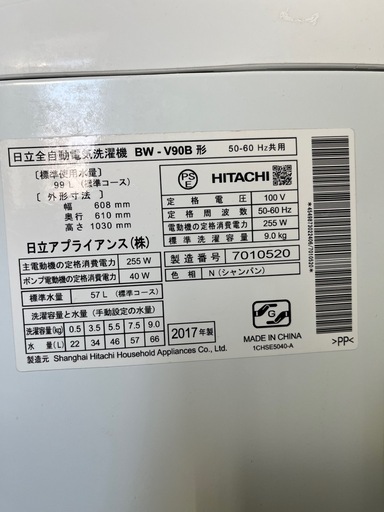 日立全自動電気洗濯機 BW-V90B 形 50-60 Hz共用
〔標準使用水量〕
99 L (標準コース)
〔外形寸法〕
幅 608 mm
奥行 610 mm
高さ 1030 mm
日立アプライアンス(株)
主電動機の定格消費電力 255 W
ポンプ電動機の定格消費電力 40 W
標準水量 57 L (標準コース)
洗濯容量と水量 (手動設定の水量)
洗濯容量(kg) 0.5 3.5 5.5 7.5 9.0
水 量(L) 22 34 46 57 66
2017年製
製造元 Shanghai Hitachi Household Appliances Co., Ltd.
PS
E
HITACHI
定格電圧 100 V
定格周波数 50-60 Hz
電動機の定格消費電力 255 W
標準洗濯、脱水容量 9.0 kg
製造番号 7010520
色 名 N (シャンパン)
G
MADE IN CHINA
1CHSE5040-A
>PP<